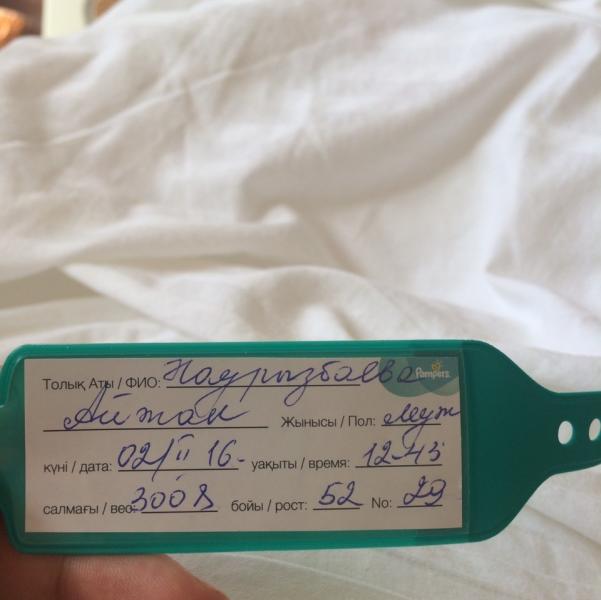 Толық Аты / ФИО: Наурызбаева
Pampers
Айжан Жынысы / Пол: муж
күні / дата: 02/II 16- уақыты / время: 12-45
салмағы / вес: 3008 бойы / рост: 52 No: 29